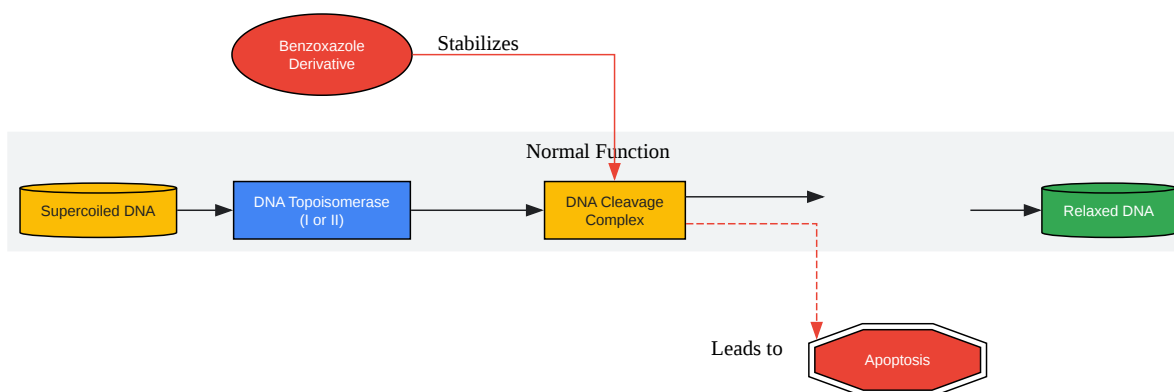 Benzoxazole
Derivative
Stabilizes
Normal Function
Supercoiled DNA
DNA Topoisomerase
(I or II)
DNA Cleavage
Complex
Relaxed DNA
Leads to
Apoptosis